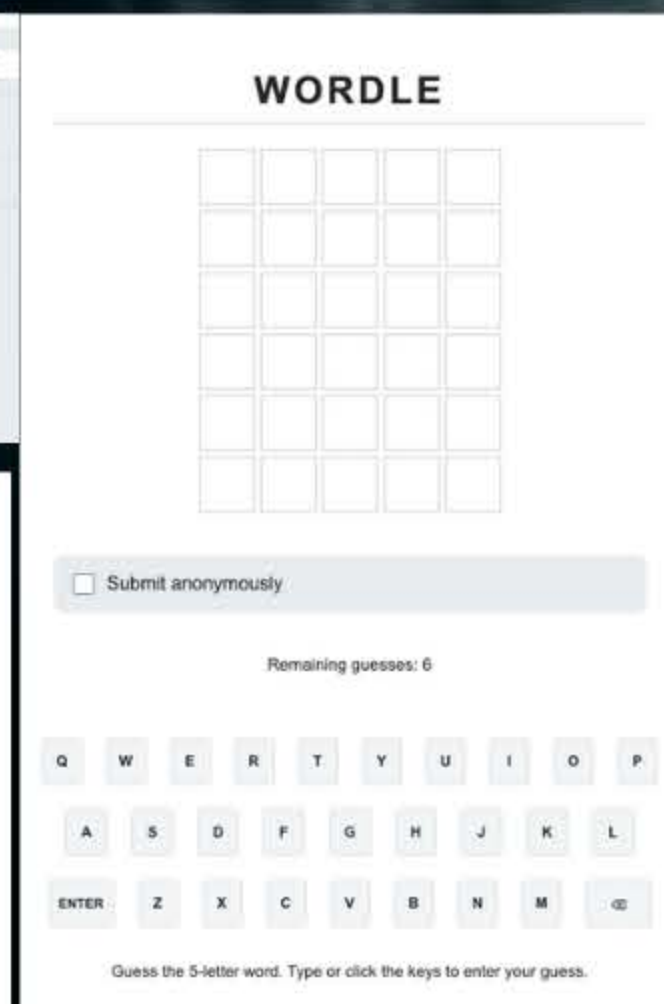 WORDLE
Submit anonymously
Remaining guesses: 6
Q W E R T Y U I O P
A S D F G H J K L
ENTER Z X C V B N M ⌫
Guess the 5-letter word. Type or click the keys to enter your guess.